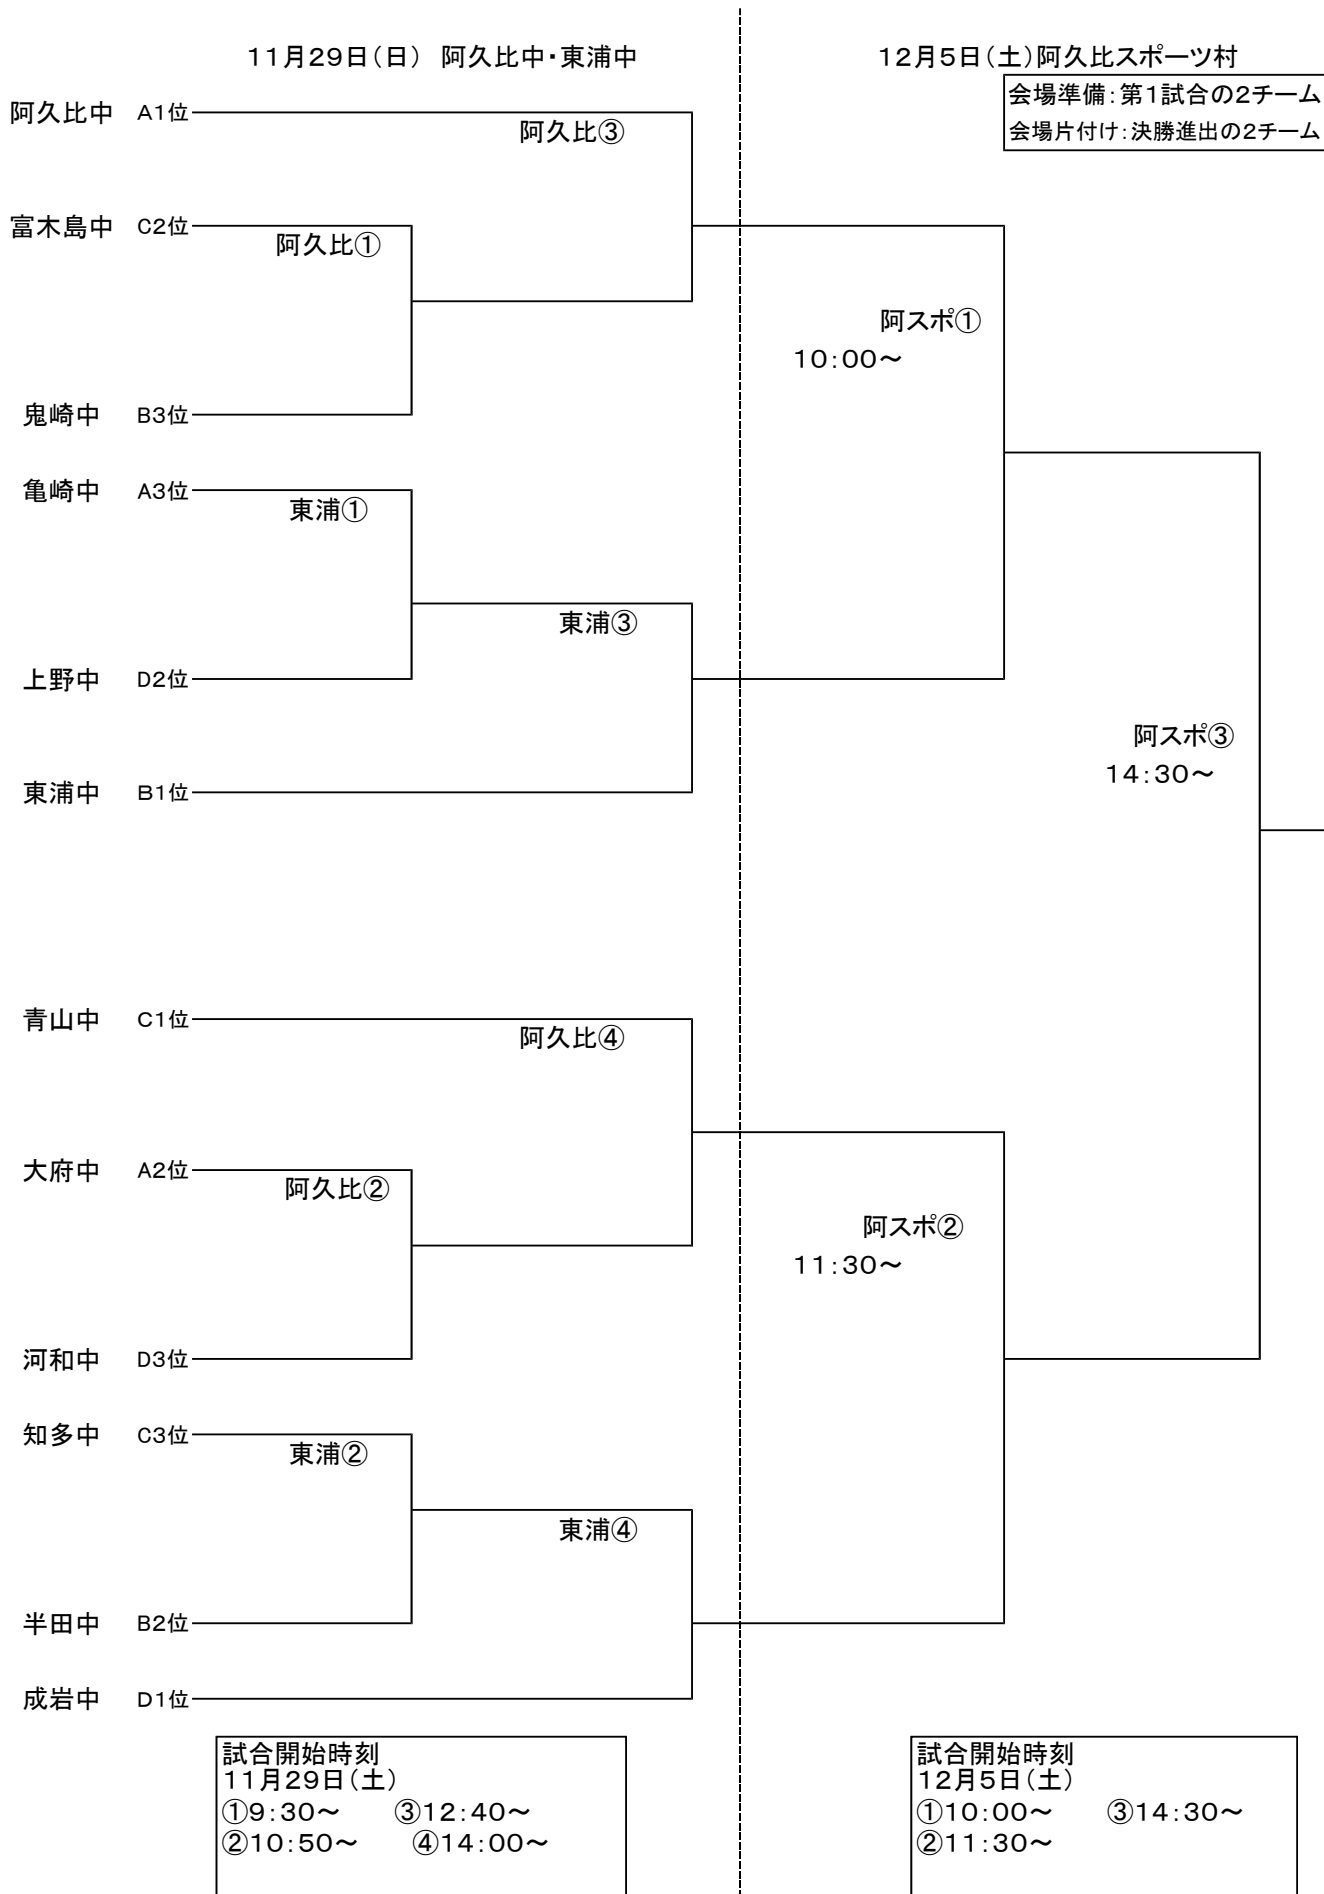 11月29日(日) 阿久比中・東浦中
12月5日(土)阿久比スポーツ村
会場準備:第1試合の2チーム
会場片付け:決勝進出の2チーム
阿久比中 A1位
阿久比③
富木島中 C2位
阿久比①
阿スポ①
10:00~
鬼崎中 B3位
亀崎中 A3位
東浦①
東浦③
上野中 D2位
阿スポ③
14:30~
東浦中 B1位
青山中 C1位
阿久比④
大府中 A2位
阿久比②
阿スポ②
11:30~
河和中 D3位
知多中 C3位
東浦②
東浦④
半田中 B2位
成岩中 D1位
試合開始時刻
11月29日(土)
①9:30~ ③12:40~
②10:50~ ④14:00~
試合開始時刻
12月5日(土)
①10:00~ ③14:30~
②11:30~